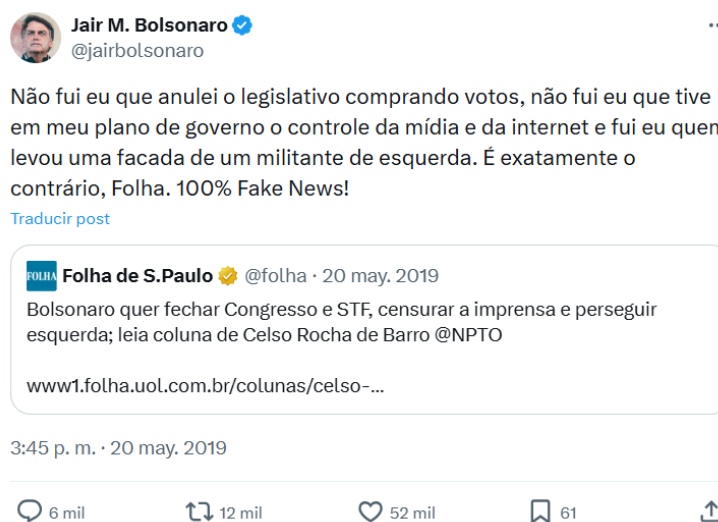 Jair M. Bolsonaro
@jairbolsonaro
Não fui eu que anulei o legislativo comprando votos, não fui eu que tive
em meu plano de governo o controle da mídia e da internet e fui eu quem
levou uma facada de um militante de esquerda. É exatamente o
contrário, Folha. 100% Fake News!
Traducir post
FOLHA Folha de S.Paulo @folha · 20 may. 2019
Bolsonaro quer fechar Congresso e STF, censurar a imprensa e perseguir
esquerda; leia coluna de Celso Rocha de Barro @NPTO
www1.folha.uol.com.br/colunas/celso-...
3:45 p. m. · 20 may. 2019
6 mil 12 mil 52 mil 61